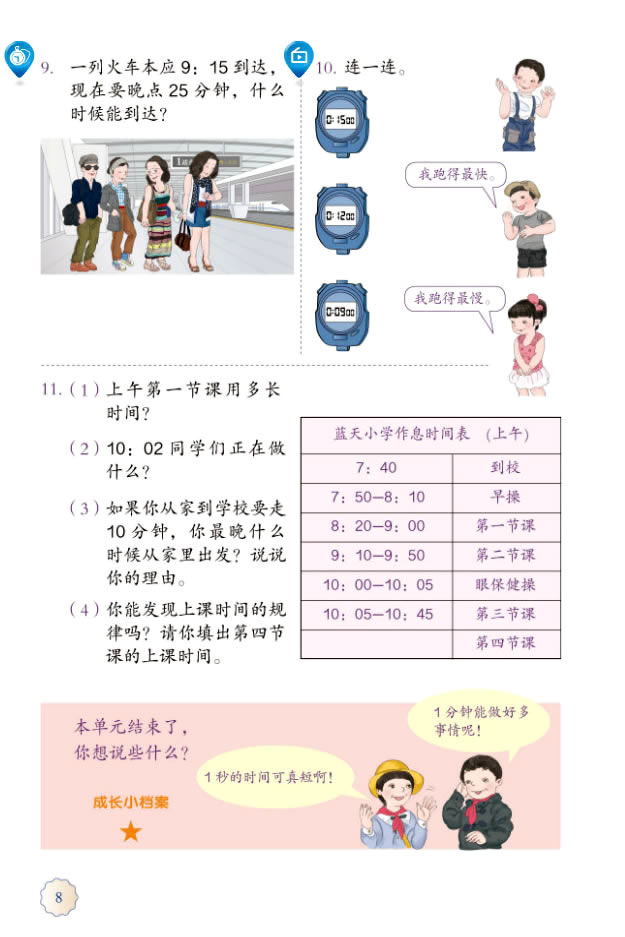 9. 一列火车本应 9：15 到达，
现在要晚点 25 分钟，什么
时候能到达？
10. 连一连。
0:1500
我跑得最快。
0:1200
我跑得最慢。
0:0900
11.（1）上午第一节课用多长
时间？
（2）10：02 同学们正在做
什么？
（3）如果你从家到学校要走
10 分钟，你最晚什么
时候从家里出发？说说
你的理由。
（4）你能发现上课时间的规
律吗？请你填出第四节
课的上课时间。
蓝天小学作息时间表 （上午）
7：40 到校
7：50—8：10 早操
8：20—9：00 第一节课
9：10—9：50 第二节课
10：00—10：05 眼保健操
10：05—10：45 第三节课
第四节课
本单元结束了，
你想说些什么？
成长小档案
1 秒的时间可真短啊！
1 分钟能做好多
事情呢！
8